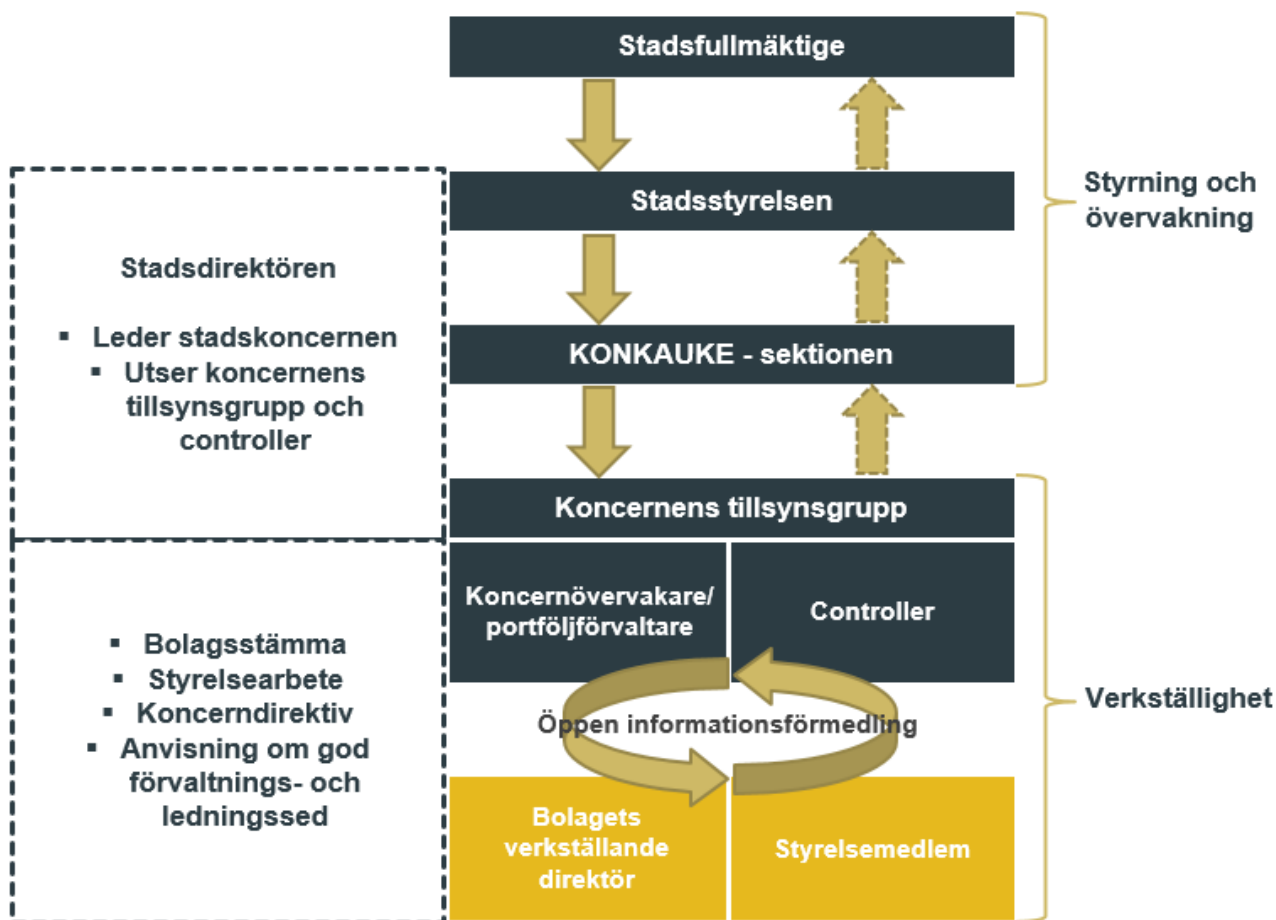 Stadsfullmäktige
Stadsstyrelsen
Styrning och
övervakning
Stadsdirektören
▪ Leder stadskoncernen
▪ Utser koncernens
tillsynsgrupp och
controller
KONKAUKE - sektionen
Koncernens tillsynsgrupp
Koncernövervakare/
portföljförvaltare
Controller
▪ Bolagsstämma
▪ Styrelsearbete
▪ Koncerndirektiv
▪ Anvisning om god
förvaltnings- och
ledningssed
Öppen informationsförmedling
Verkställighet
Bolagets
verkställande
direktör
Styrelsemedlem